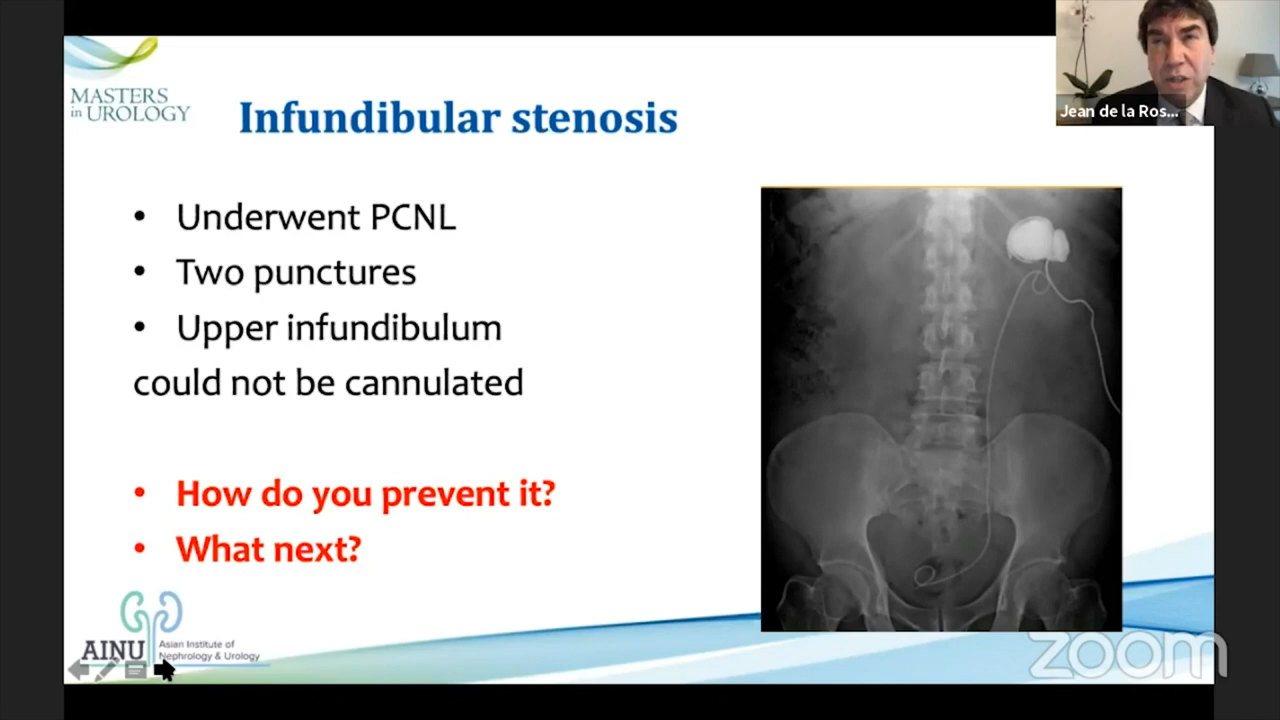 MASTERS
in UROLOGY
Infundibular stenosis
Jean de la Ros...
• Underwent PCNL
• Two punctures
• Upper infundibulum
could not be cannulated
• How do you prevent it?
• What next?
AINU
Asian Institute of
Nephrology & Urology
zoom